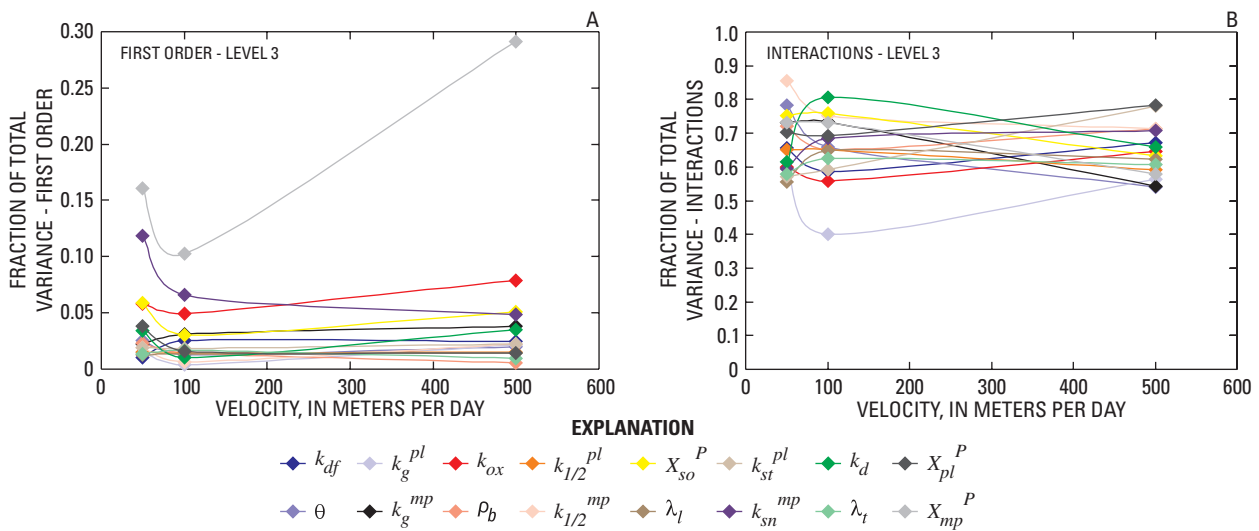 A
B
FIRST ORDER - LEVEL 3
INTERACTIONS - LEVEL 3
FRACTION OF TOTAL
VARIANCE - FIRST ORDER
0.30
0.25
0.20
0.15
0.10
0.05
0
0 100 200 300 400 500 600
VELOCITY, IN METERS PER DAY
FRACTION OF TOTAL
VARIANCE - INTERACTIONS
1.0
0.9
0.8
0.7
0.6
0.5
0.4
0.3
0.2
0.1
0
0 100 200 300 400 500 600
VELOCITY, IN METERS PER DAY
EXPLANATION
k_df k_g^pl k_ox k_1/2^pl X_so^P k_st^pl k_d X_pl^P
θ k_g^mp ρ_b k_1/2^mp λ_l k_sn^mp λ_t X_mp^P